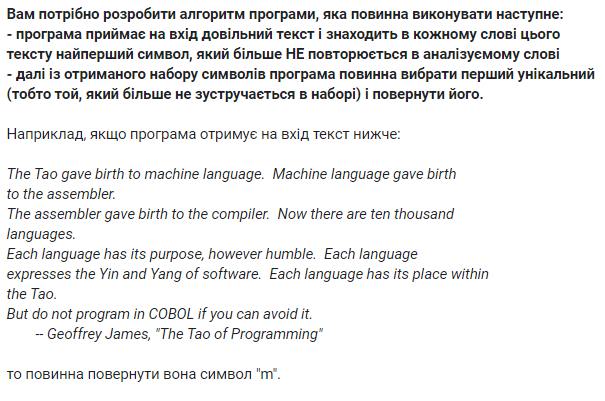 Вам потрібно розробити алгоритм програми, яка повинна виконувати наступне:
- програма приймає на вхід довільний текст і знаходить в кожному слові цього
тексту найперший символ, який більше НЕ повторюється в аналізуємому слові
- далі із отриманого набору символів програма повинна вибрати перший унікальний
(тобто той, який більше не зустрічається в наборі) і повернути його.
Наприклад, якщо програма отримує на вхід текст нижче:
The Tao gave birth to machine language.  Machine language gave birth
to the assembler.
The assembler gave birth to the compiler.  Now there are ten thousand
languages.
Each language has its purpose, however humble.  Each language
expresses the Yin and Yang of software.  Each language has its place within
the Tao.
But do not program in COBOL if you can avoid it.
-- Geoffrey James, "The Tao of Programming"
то повинна повернути вона символ "m".